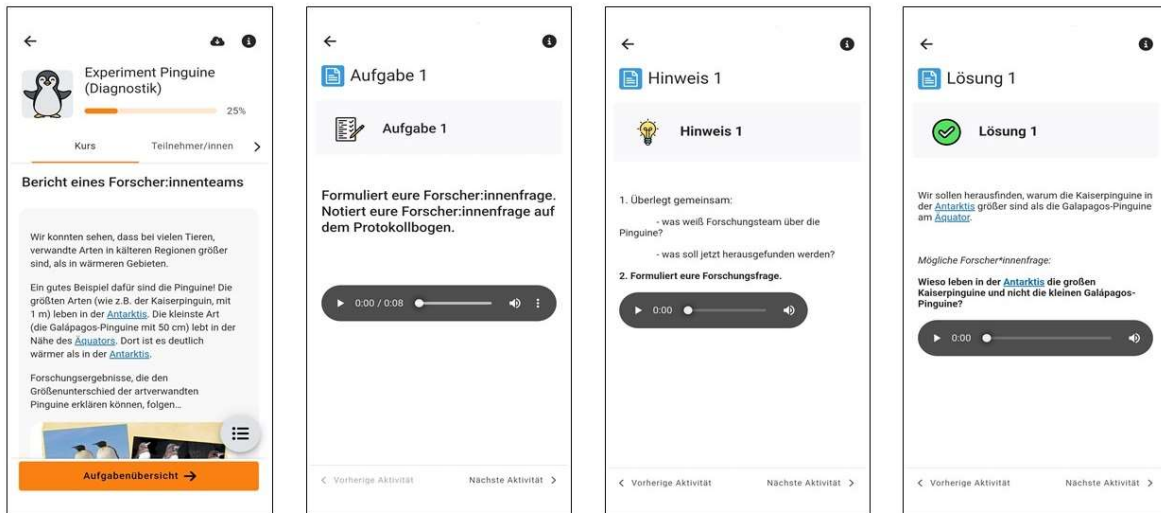 Experiment Pinguine
(Diagnostik)
25%
Kurs
Teilnehmer/innen
Bericht eines Forscher:innenteams
Wir konnten sehen, dass bei vielen Tieren,
verwandte Arten in kälteren Regionen größer
sind, als in wärmeren Gebieten.
Ein gutes Beispiel dafür sind die Pinguine! Die
größten Arten (wie z.B. der Kaiserpinguin, mit
1 m) leben in der Antarktis. Die kleinste Art
(die Galápagos-Pinguine mit 50 cm) lebt in der
Nähe des Äquators. Dort ist es deutlich
wärmer als in der Antarktis.
Forschungsergebnisse, die den
Größenunterschied der artverwandten
Pinguine erklären können, folgen...
Aufgabenübersicht →
Aufgabe 1
Aufgabe 1
Formuliert eure Forscher:innenfrage.
Notiert eure Forscher:innenfrage auf
dem Protokollbogen.
0:00 / 0:08
Vorherige Aktivität
Nächste Aktivität
Hinweis 1
Hinweis 1
1. Überlegt gemeinsam:
- was weiß Forschungsteam über die
Pinguine?
- was soll jetzt herausgefunden werden?
2. Formuliert eure Forschungsfrage.
0:00
Vorherige Aktivität
Nächste Aktivität
Lösung 1
Lösung 1
Wir sollen herausfinden, warum die Kaiserpinguine in
der Antarktis größer sind als die Galapagos-Pinguine
am Äquator.
Mögliche Forscher*innenfrage:
Wieso leben in der Antarktis die großen
Kaiserpinguine und nicht die kleinen Galápagos-
Pinguine?
0:00
Vorherige Aktivität
Nächste Aktivität